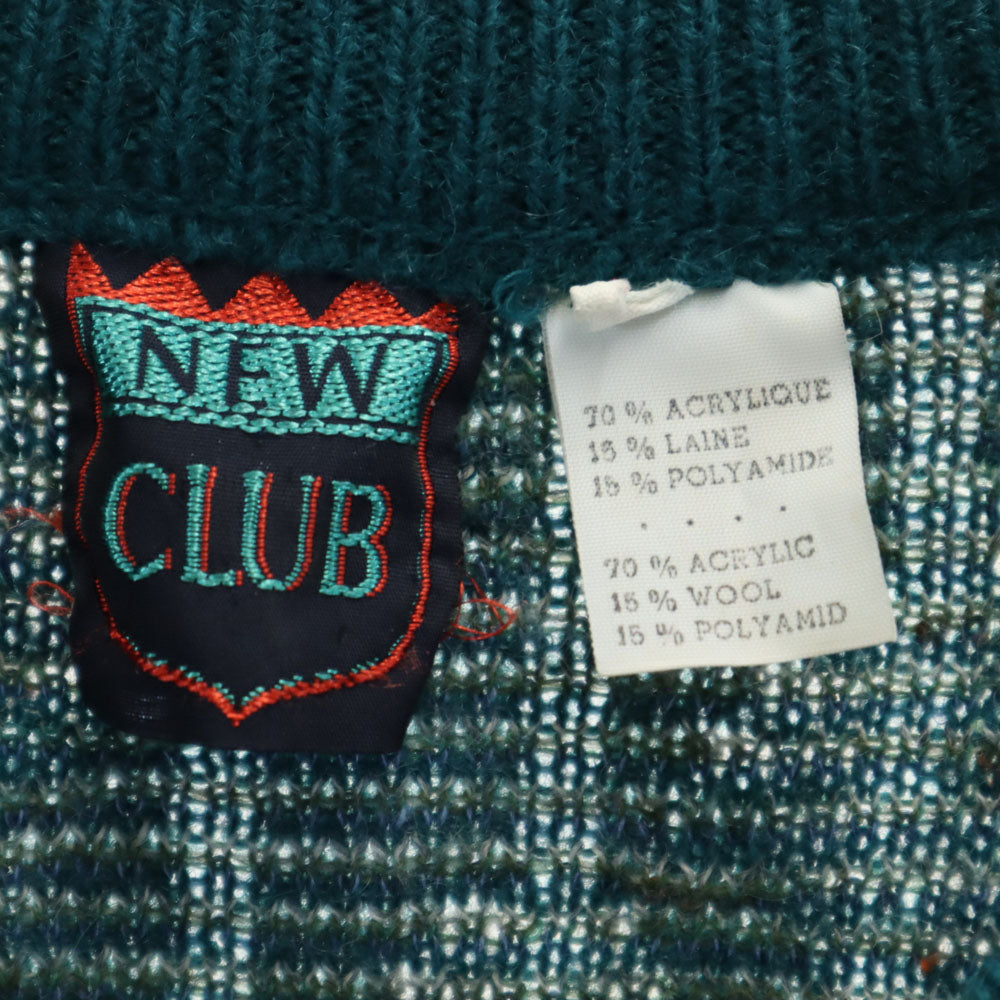 NEW
CLUB
70 % ACRYLIQUE
15 % LAINE
15 % POLYAMIDE
. . . .
70 % ACRYLIC
15 % WOOL
15 % POLYAMID